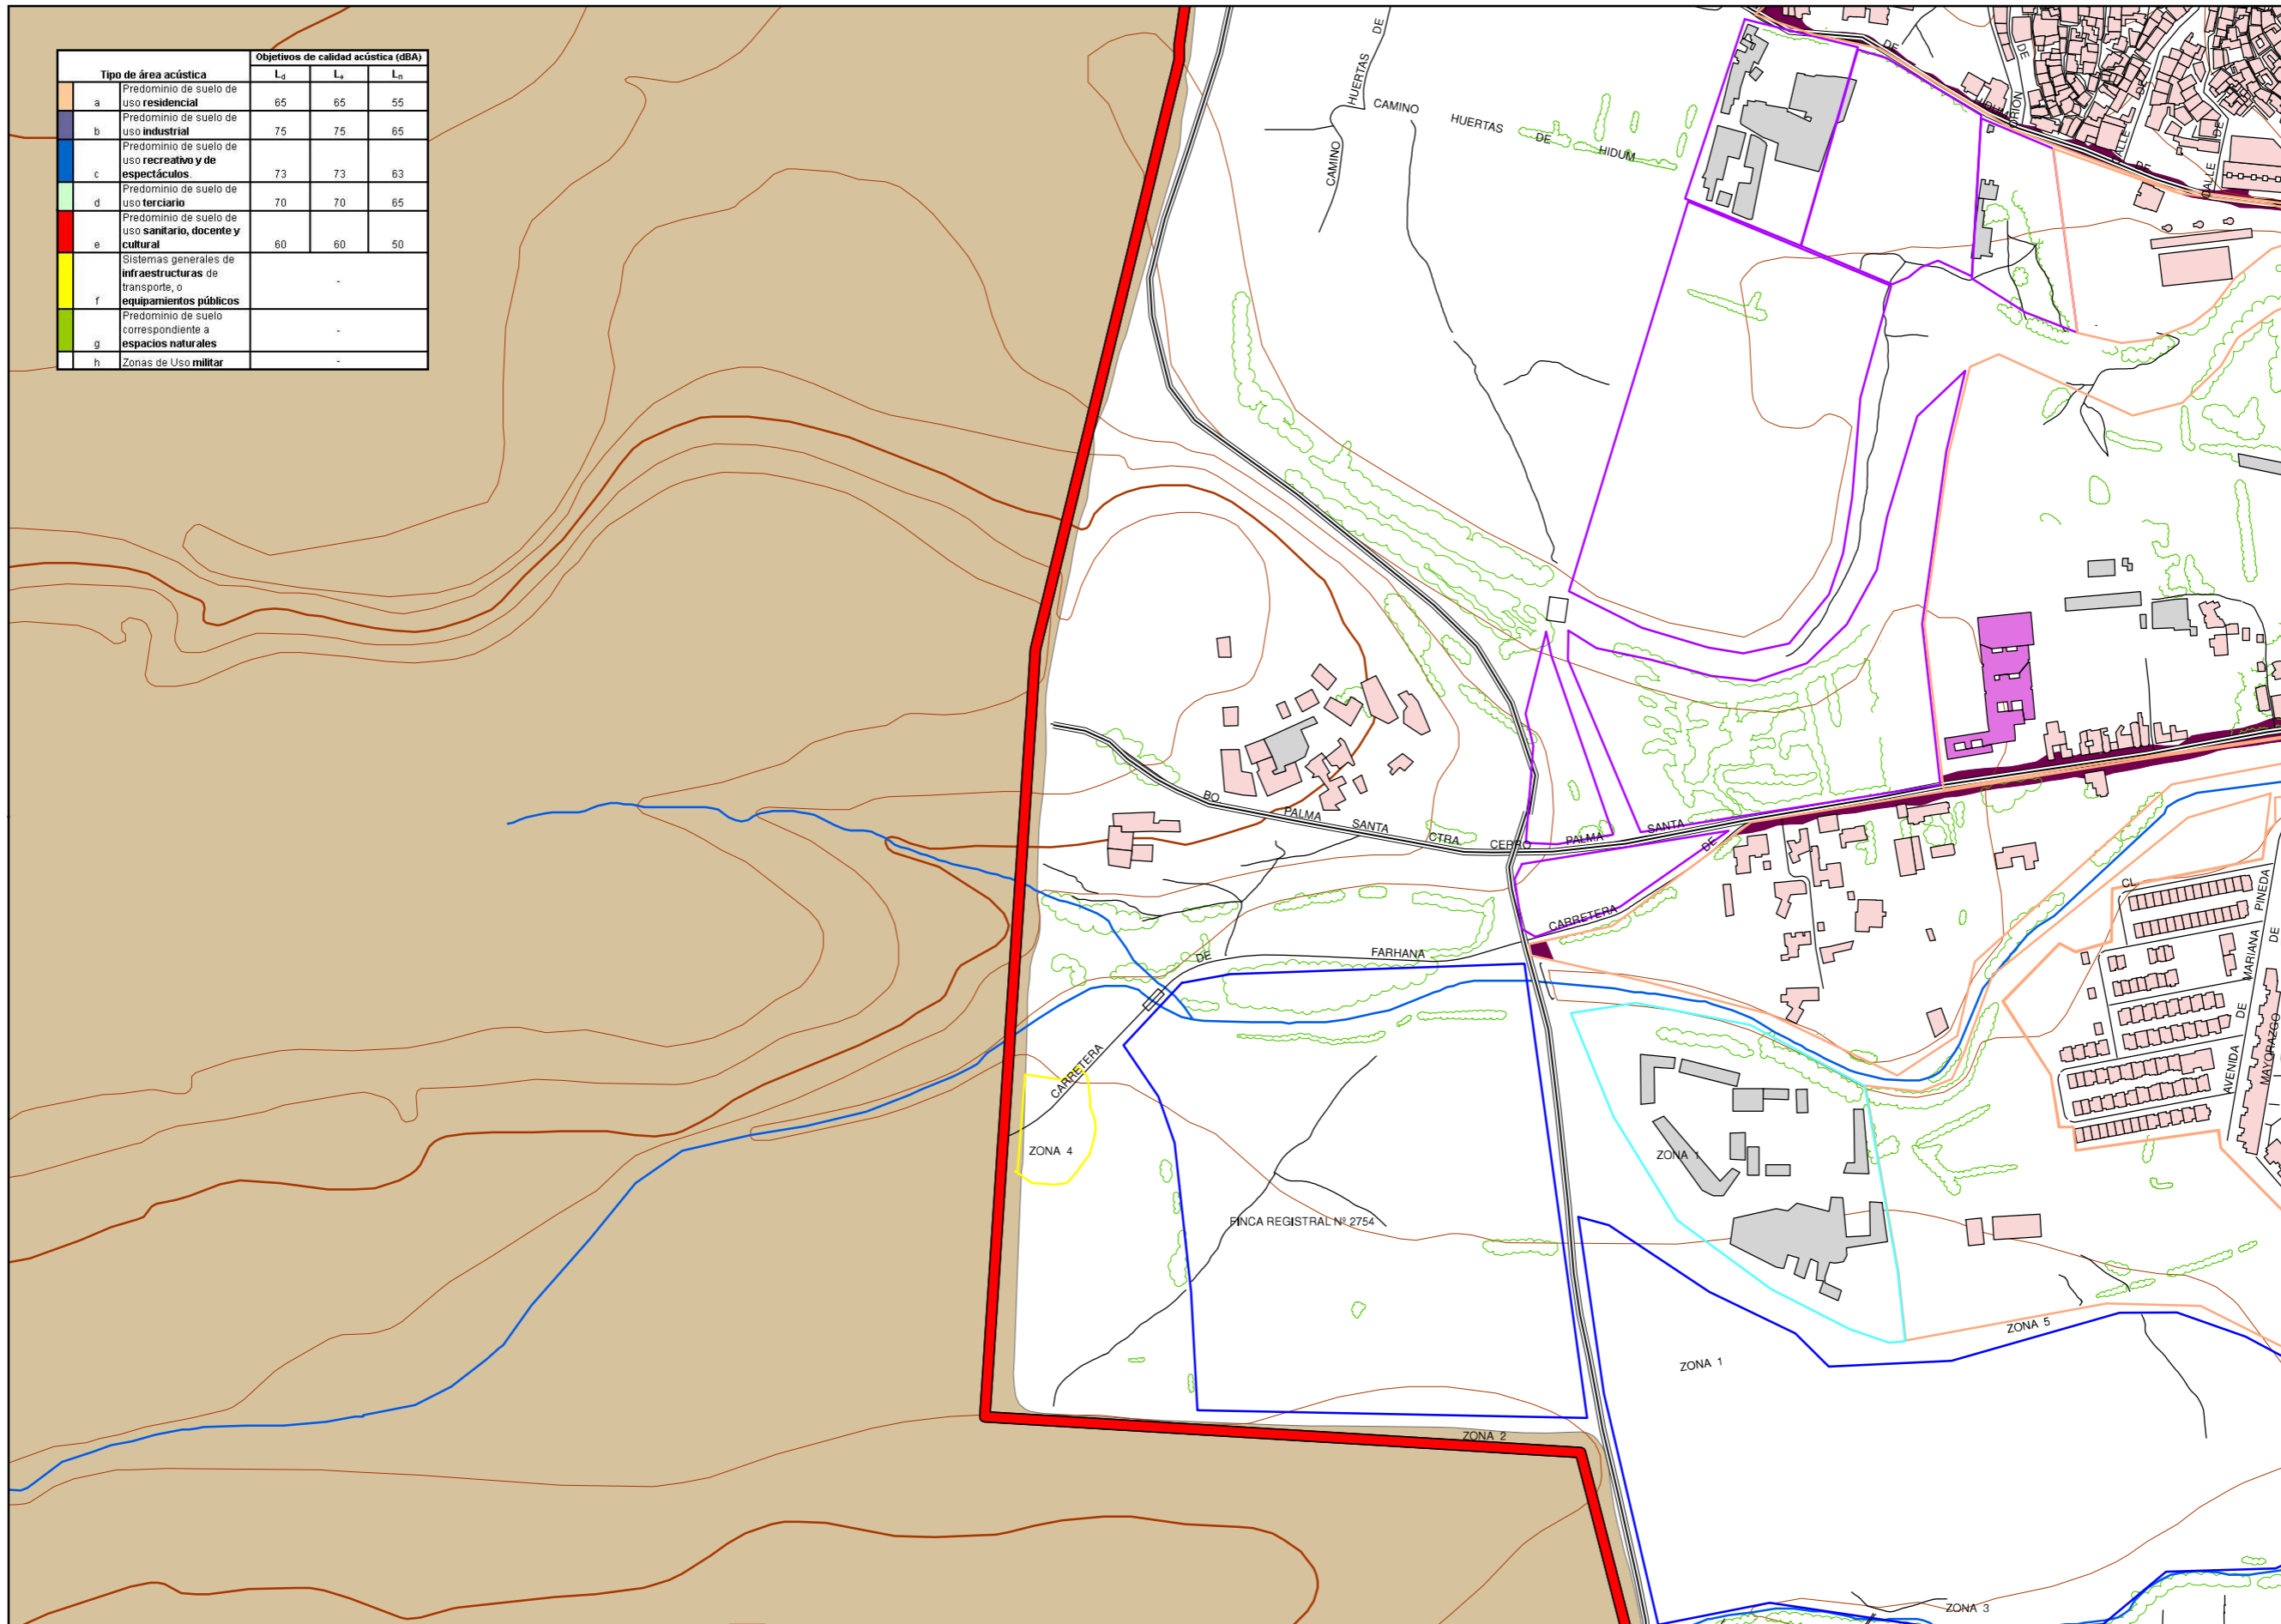 Objetivos de calidad acústica (dBA)
Tipo de área acústica
Ld Le Ln
a Predominio de suelo de uso residencial 65 65 55
b Predominio de suelo de uso industrial 75 75 65
c Predominio de suelo de uso recreativo y de espectáculos. 73 73 63
d Predominio de suelo de uso terciario 70 70 65
e Predominio de suelo de uso sanitario, docente y cultural 60 60 50
f Sistemas generales de infraestructuras de transporte, o equipamientos públicos -
g Predominio de suelo correspondiente a espacios naturales -
h Zonas de Uso militar -
CAMINO HUERTAS DE
CAMINO HUERTAS DE HIDUM
DE
DE
DE
CALLE DE
DE
BO PALMA SANTA
CTRA CERRO PALMA SANTA
CARRETERA DE
CARRETERA DE FARHANA
CL
AVENIDA DE MARIANA PINEDA
MAYORAZGO DE
ZONA 4
ZONA 1
FINCA REGISTRAL Nº 2754
ZONA 5
ZONA 1
ZONA 2
ZONA 3